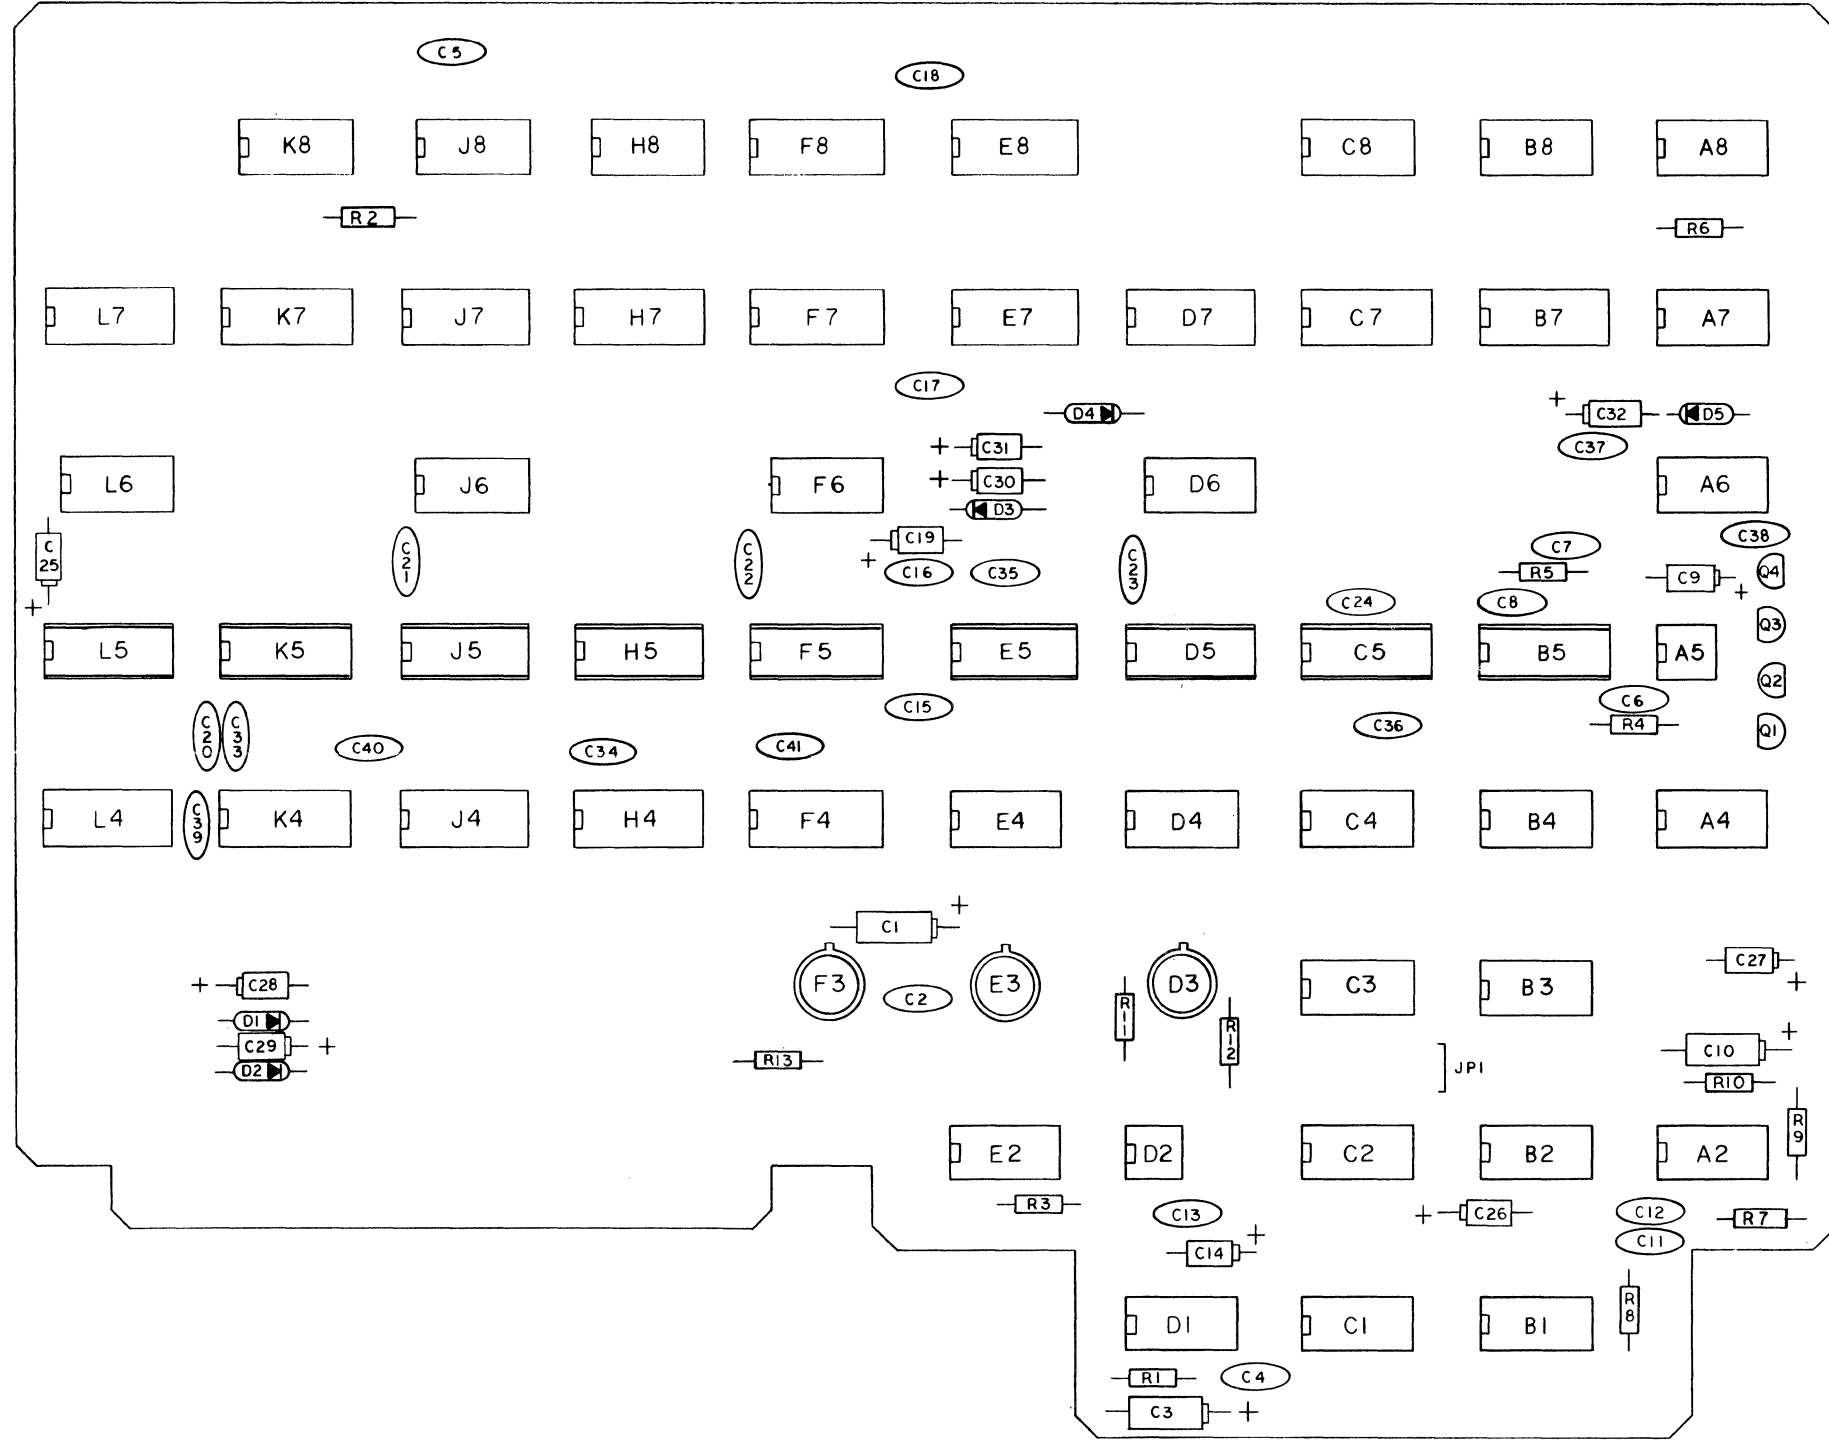 C5
C18
K8 J8 H8 F8 E8 C8 B8 A8
R2 R6
L7 K7 J7 H7 F7 E7 D7 C7 B7 A7
C17
D4 + C32 D5
+ C31 C37
+ C30
L6 J6 F6 D6 A6
D3
C19 C38
C25 C21 C22 + C16 C35 C23 C7
R5 C9 + Q4
+ C24 C8
Q3
L5 K5 J5 H5 F5 E5 D5 C5 B5 A5
Q2
C15 C6
C20 C33 C40 C34 C41 C36 R4 Q1
L4 C39 K4 J4 H4 F4 E4 D4 C4 B4 A4
+
C1
C27
+ C28 F3 C2 E3 D3 C3 B3 +
D1 R11 R12
C29 + +
C10
R13 JP1
D2 R10
R9
E2 D2 C2 B2 A2
R3 C13 + C26 C12 R7
+
C14 C11
R8
D1 C1 B1
R1 C4
C3 +